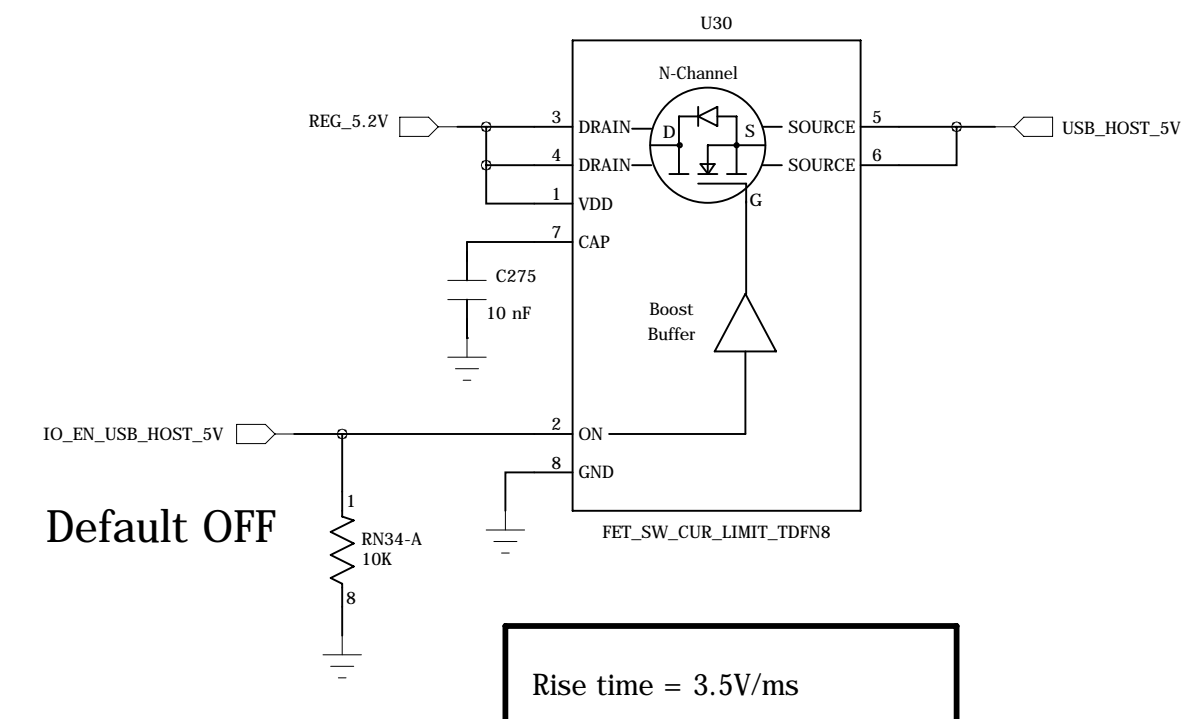 U30
N-Channel
REG_5.2V
3 DRAIN D S SOURCE 5
USB_HOST_5V
4 DRAIN SOURCE 6
1 VDD
G
7 CAP
C275
10 nF
Boost
Buffer
IO_EN_USB_HOST_5V
2 ON
8 GND
1
Default OFF
RN34-A
10K
8
FET_SW_CUR_LIMIT_TDFN8
Rise time = 3.5V/ms